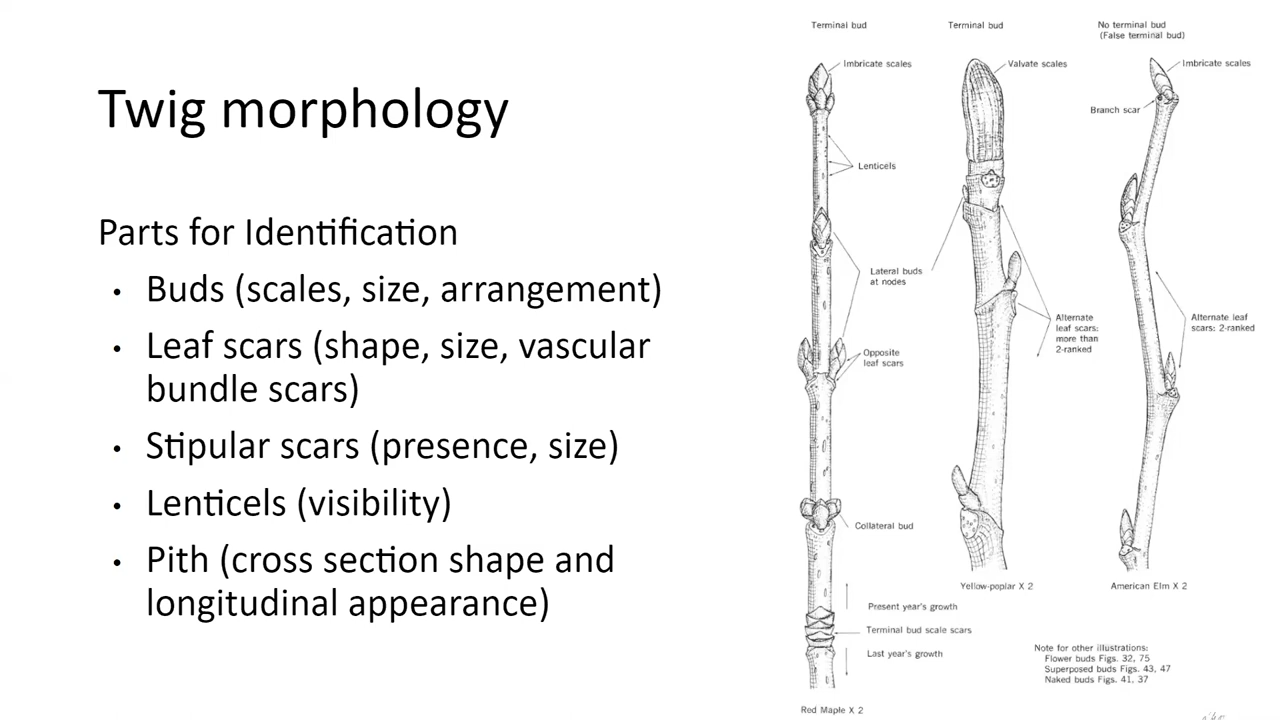 Twig morphology
Parts for Identification
• Buds (scales, size, arrangement)
• Leaf scars (shape, size, vascular
bundle scars)
• Stipular scars (presence, size)
• Lenticels (visibility)
• Pith (cross section shape and
longitudinal appearance)
Terminal bud
Imbricate scales
Lenticels
Lateral buds
at nodes
Opposite
leaf scars
Collateral bud
Present year's growth
Terminal bud scale scars
Last year's growth
Red Maple X 2
Terminal bud
Valvate scales
Alternate
leaf scars:
more than
2-ranked
Yellow-poplar X 2
No terminal bud
(False terminal bud)
Imbricate scales
Branch scar
Alternate leaf
scars: 2-ranked
American Elm X 2
Note for other illustrations:
Flower buds Figs. 32, 75
Superposed buds Figs. 43, 47
Naked buds Figs. 41, 37